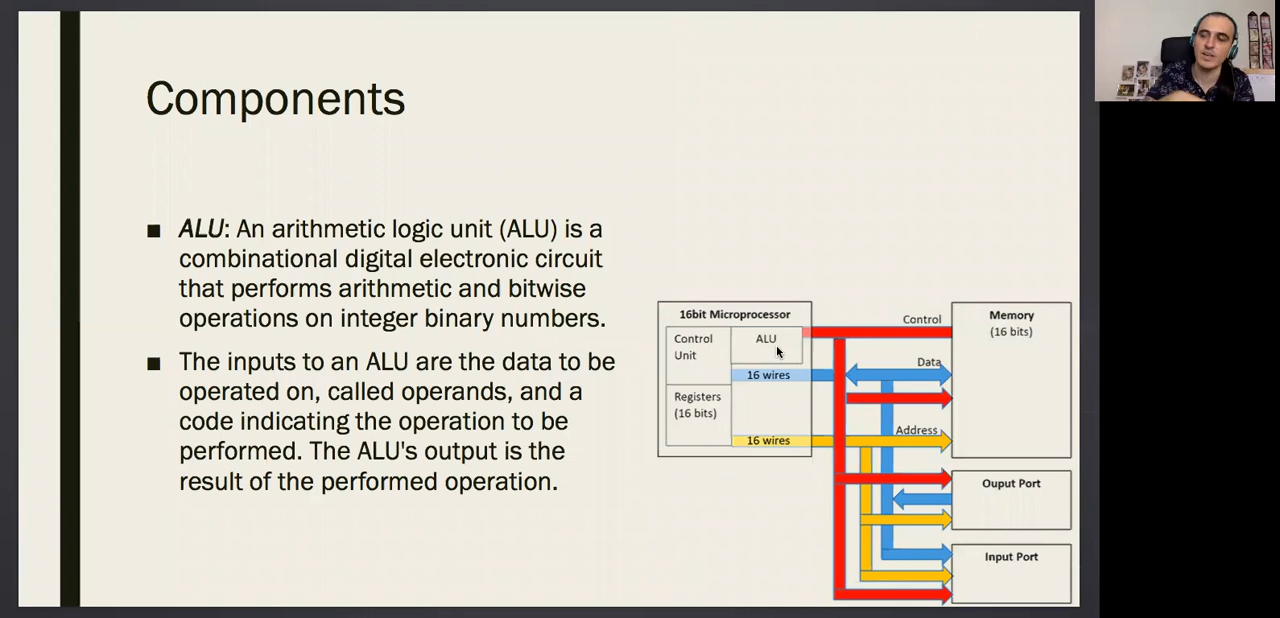 Components
■ ALU: An arithmetic logic unit (ALU) is a
combinational digital electronic circuit
that performs arithmetic and bitwise
operations on integer binary numbers.
■ The inputs to an ALU are the data to be
operated on, called operands, and a
code indicating the operation to be
performed. The ALU's output is the
result of the performed operation.
16bit Microprocessor
Control
Unit
ALU
16 wires
Registers
(16 bits)
16 wires
Control
Data
Address
Memory
(16 bits)
Ouput Port
Input Port